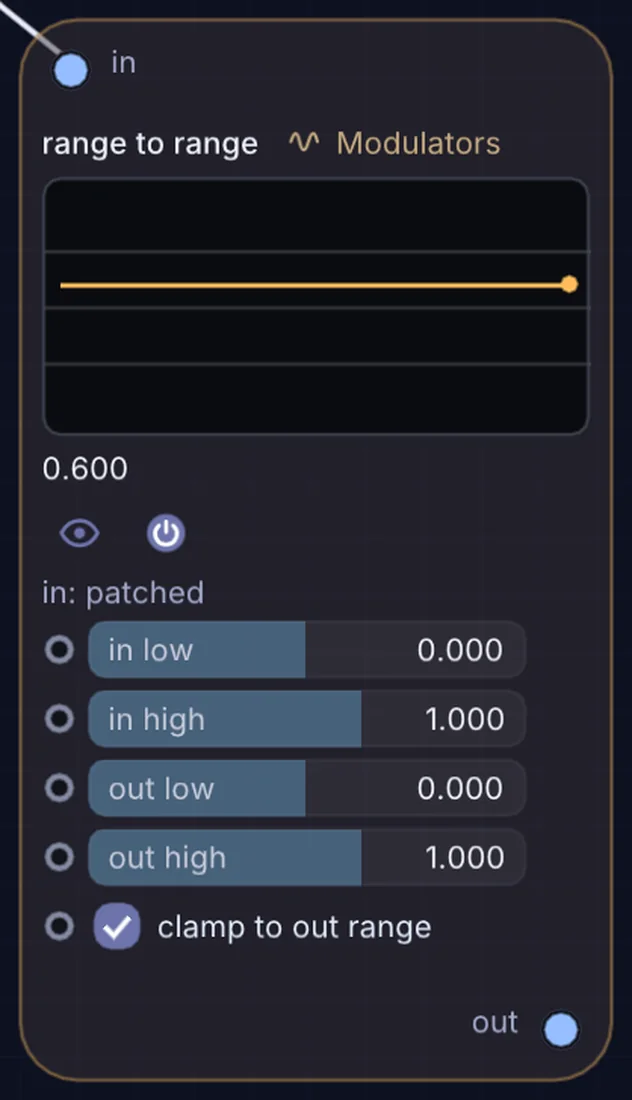 in
range to range Modulators
0.600
in: patched
in low 0.000
in high 1.000
out low 0.000
out high 1.000
clamp to out range
out